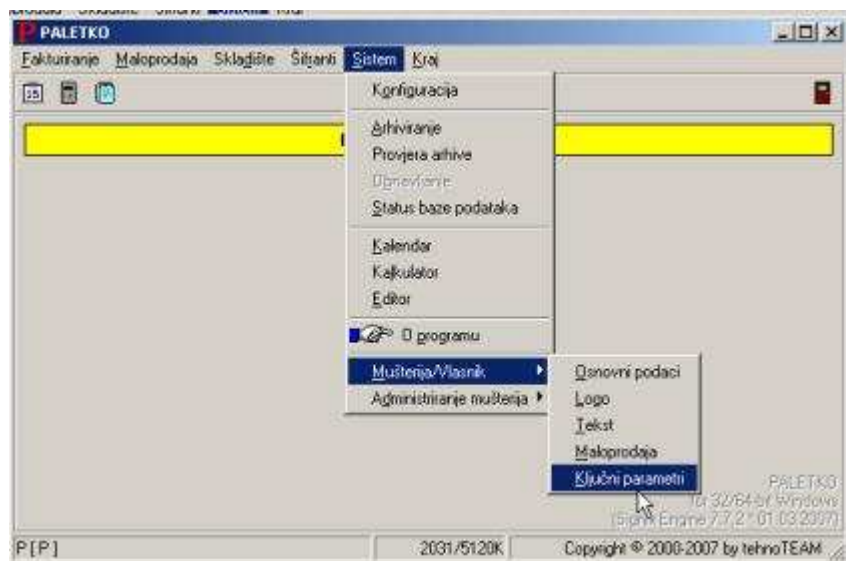 PALETKO
Fakturiranje Maloprodaja Skladište Šifranti Sistem Kraj
Konfiguracija
Arhiviranje
Provjera arhive
Obnavljanje
Status baze podataka
Kalendar
Kalkulator
Editor
O programu
Mušterija/Vlasnik
Administriranje mušterija
Osnovni podaci
Logo
Tekst
Maloprodaja
Ključni parametri
PALETKO
for 32/64-bit Windows
Engine 7.7.2 * 01.03.2007)
P[P] 2031/5120K Copyright © 2000-2007 by tehnoTEAM